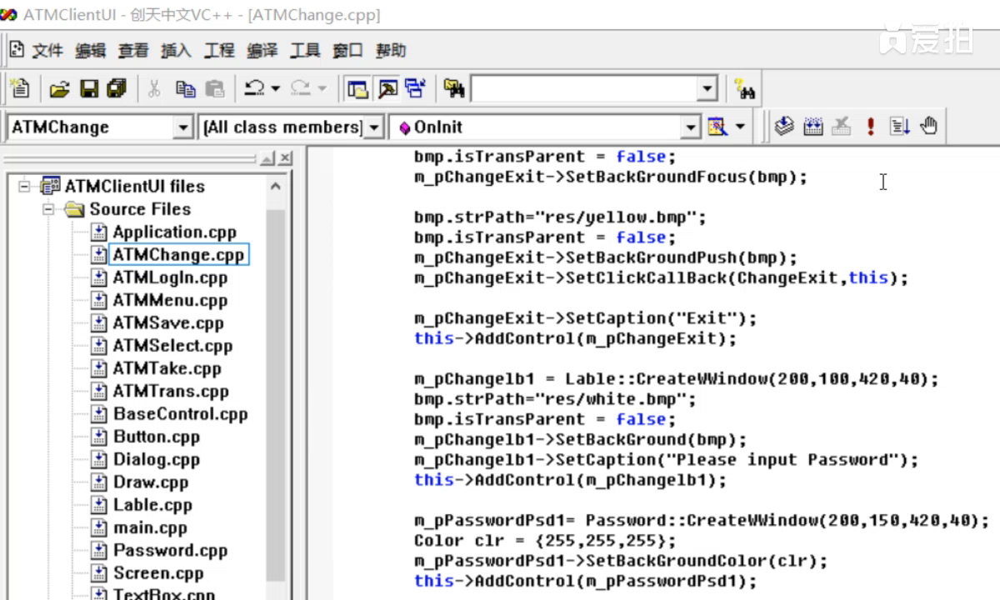 ATMClientUI - 创天中文VC++ - [ATMChange.cpp]
爱拍
文件 编辑 查看 插入 工程 编译 工具 窗口 帮助
ATMChange [All class members] OnInit
ATMClientUI files
Source Files
Application.cpp
ATMChange.cpp
ATMLogIn.cpp
ATMMenu.cpp
ATMSave.cpp
ATMSelect.cpp
ATMTake.cpp
ATMTrans.cpp
BaseControl.cpp
Button.cpp
Dialog.cpp
Draw.cpp
Lable.cpp
main.cpp
Password.cpp
Screen.cpp
TextBox.cpp
bmp.isTransParent = false;
m_pChangeExit->SetBackGroundFocus(bmp);
bmp.strPath="res/yellow.bmp";
bmp.isTransParent = false;
m_pChangeExit->SetBackGroundPush(bmp);
m_pChangeExit->SetClickCallBack(ChangeExit,this);
m_pChangeExit->SetCaption("Exit");
this->AddControl(m_pChangeExit);
m_pChangelb1 = Lable::CreateWWindow(200,100,420,40);
bmp.strPath="res/white.bmp";
bmp.isTransParent = false;
m_pChangelb1->SetBackGround(bmp);
m_pChangelb1->SetCaption("Please input Password");
this->AddControl(m_pChangelb1);
m_pPasswordPsd1= Password::CreateWWindow(200,150,420,40);
Color clr = {255,255,255};
m_pPasswordPsd1->SetBackGroundColor(clr);
this->AddControl(m_pPasswordPsd1);